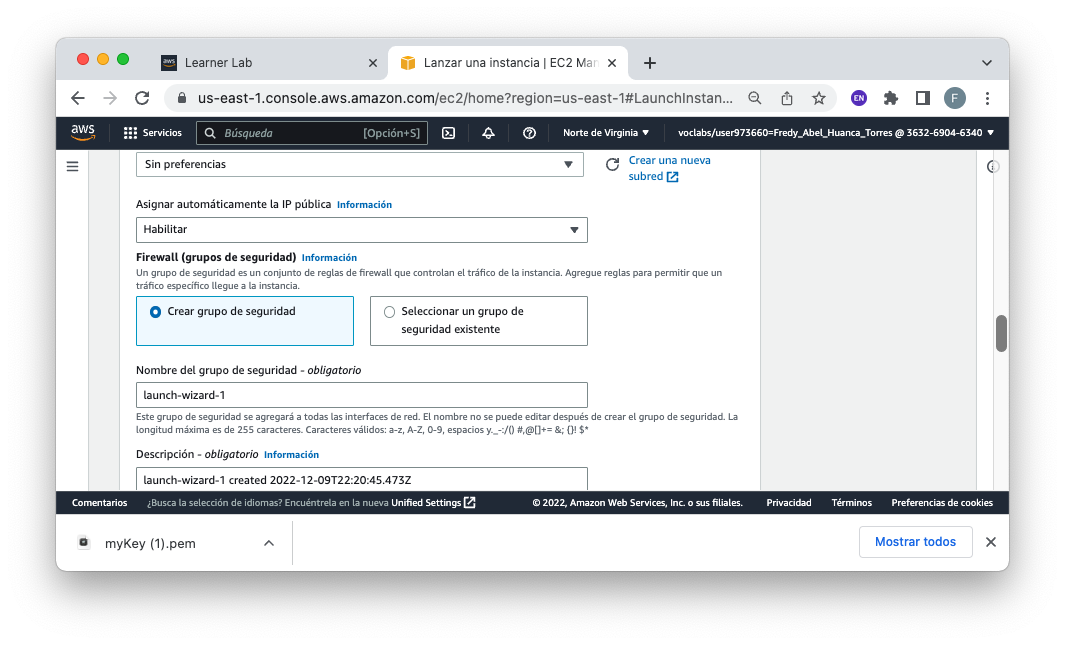 Learner Lab
Lanzar una instancia | EC2 Man
us-east-1.console.aws.amazon.com/ec2/home?region=us-east-1#LaunchInstan...
EN
F
aws
Servicios
Búsqueda
[Opción+S]
Norte de Virginia
voclabs/user973660=Fredy_Abel_Huanca_Torres @ 3632-6904-6340
Sin preferencias
Crear una nueva
subred
Asignar automáticamente la IP pública Información
Habilitar
Firewall (grupos de seguridad) Información
Un grupo de seguridad es un conjunto de reglas de firewall que controlan el tráfico de la instancia. Agregue reglas para permitir que un
tráfico específico llegue a la instancia.
Crear grupo de seguridad
Seleccionar un grupo de
seguridad existente
Nombre del grupo de seguridad - obligatorio
launch-wizard-1
Este grupo de seguridad se agregará a todas las interfaces de red. El nombre no se puede editar después de crear el grupo de seguridad. La
longitud máxima es de 255 caracteres. Caracteres válidos: a-z, A-Z, 0-9, espacios y._-:/() #,@[]+= &; {}! $*
Descripción - obligatorio Información
launch-wizard-1 created 2022-12-09T22:20:45.473Z
Comentarios
¿Busca la selección de idiomas? Encuéntrela en la nueva Unified Settings
© 2022, Amazon Web Services, Inc. o sus filiales.
Privacidad
Términos
Preferencias de cookies
myKey (1).pem
Mostrar todos